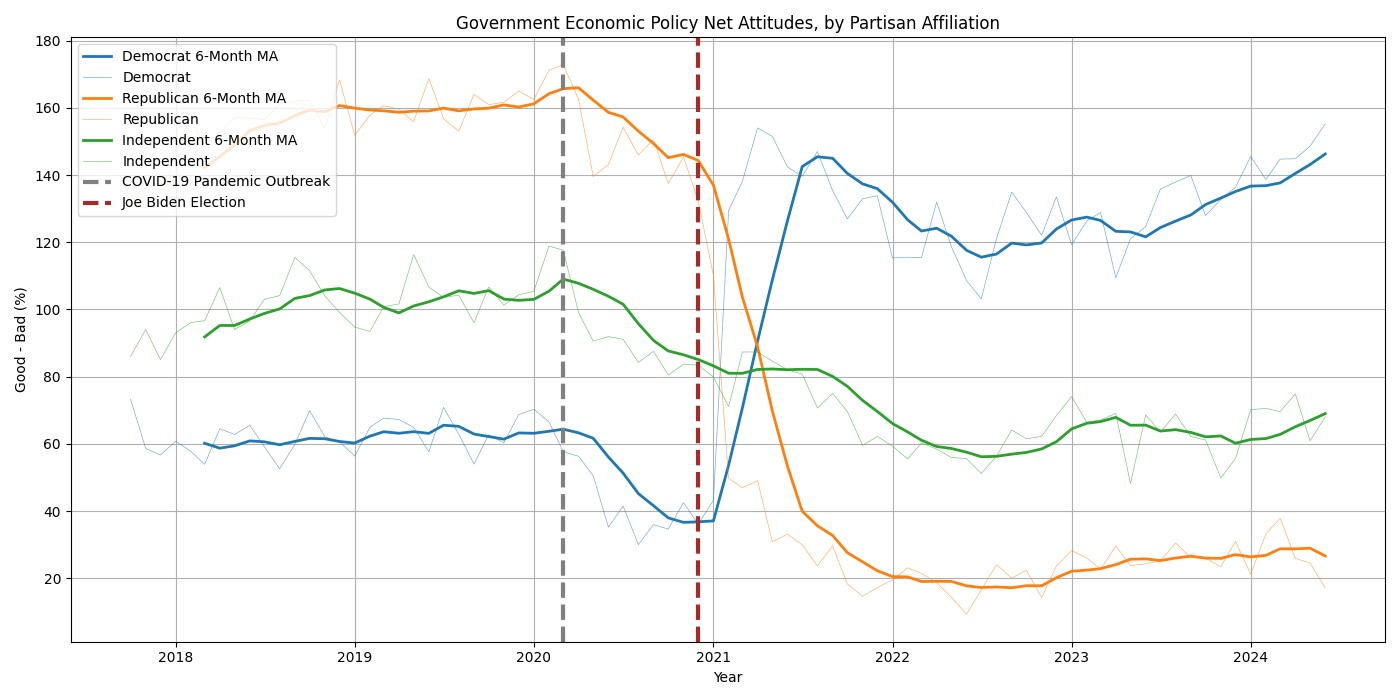 Government Economic Policy Net Attitudes, by Partisan Affiliation
180
160
140
120
100
80
60
40
20
Good - Bad (%)
Democrat 6-Month MA
Democrat
Republican 6-Month MA
Republican
Independent 6-Month MA
Independent
COVID-19 Pandemic Outbreak
Joe Biden Election
2018 2019 2020 2021 2022 2023 2024
Year